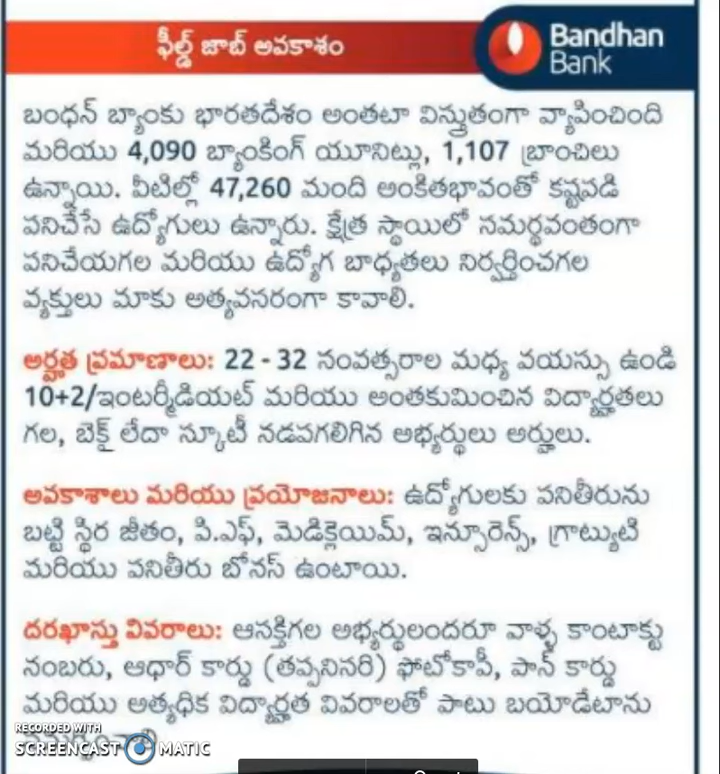 ఫీల్డ్ జాబ్ అవకాశం
Bandhan
Bank
బంధన్ బ్యాంకు భారతదేశం అంతటా విస్తృతంగా వ్యాపించింది
మరియు 4,090 బ్యాంకింగ్ యూనిట్లు, 1,107 బ్రాంచిలు
ఉన్నాయి. వీటిల్లో 47,260 మంది అంకితభావంతో కష్టపడి
పనిచేసే ఉద్యోగులు ఉన్నారు. క్షేత్ర స్థాయిలో సమర్థవంతంగా
పనిచేయగల మరియు ఉద్యోగ బాధ్యతలు నిర్వర్తించగల
వ్యక్తులు మాకు అత్యవసరంగా కావాలి.
అర్హత ప్రమాణాలు: 22 - 32 సంవత్సరాల మధ్య వయస్సు ఉండి
10+2/ఇంటర్మీడియట్ మరియు అంతకుమించిన విద్యార్హతలు
గల, బైక్ లేదా స్కూటీ నడపగలిగిన అభ్యర్థులు అర్హులు.
అవకాశాలు మరియు ప్రయోజనాలు: ఉద్యోగులకు పనితీరును
బట్టి స్థిర జీతం, పి.ఎఫ్, మెడిక్లెయిమ్, ఇన్సూరెన్స్, గ్రాట్యుటి
మరియు పనితీరు బోనస్ ఉంటాయి.
దరఖాస్తు వివరాలు: ఆసక్తిగల అభ్యర్థులందరూ వాళ్ళ కాంటాక్టు
నంబరు, ఆధార్ కార్డు (తప్పనిసరి) ఫోటోకాపీ, పాన్ కార్డు
మరియు అత్యధిక విద్యార్హత వివరాలతో పాటు బయోడేటాను
RECORDED WITH
SCREENCAST MATIC